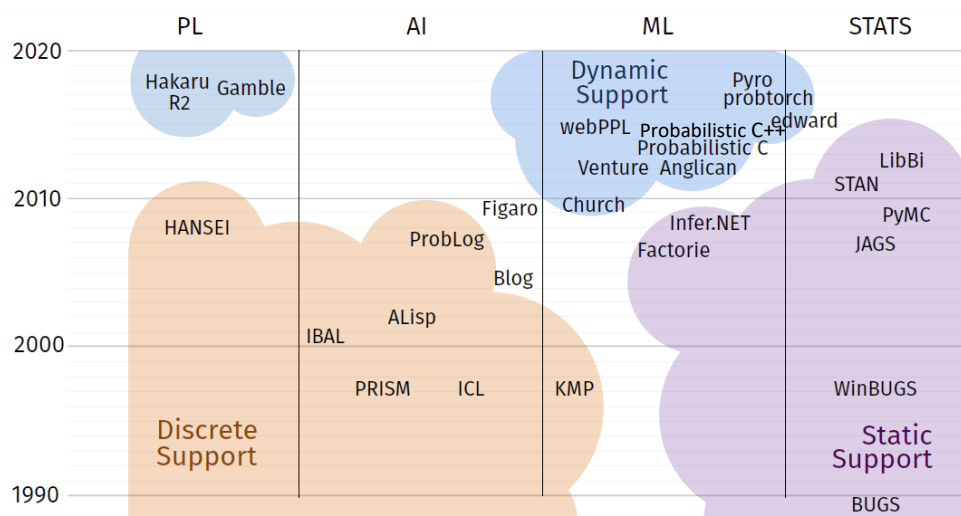 PL AI ML STATS
2020
Hakaru Gamble
R2
Dynamic
Support
Pyro
probtorch
edward
webPPL Probabilistic C++
Probabilistic C
Venture Anglican
LibBi
STAN
2010
Figaro Church
PyMC
HANSEI ProbLog
Infer.NET
Factorie
JAGS
Blog
ALisp
IBAL
2000
PRISM ICL KMP WinBUGS
Discrete
Support
Static
Support
1990
BUGS